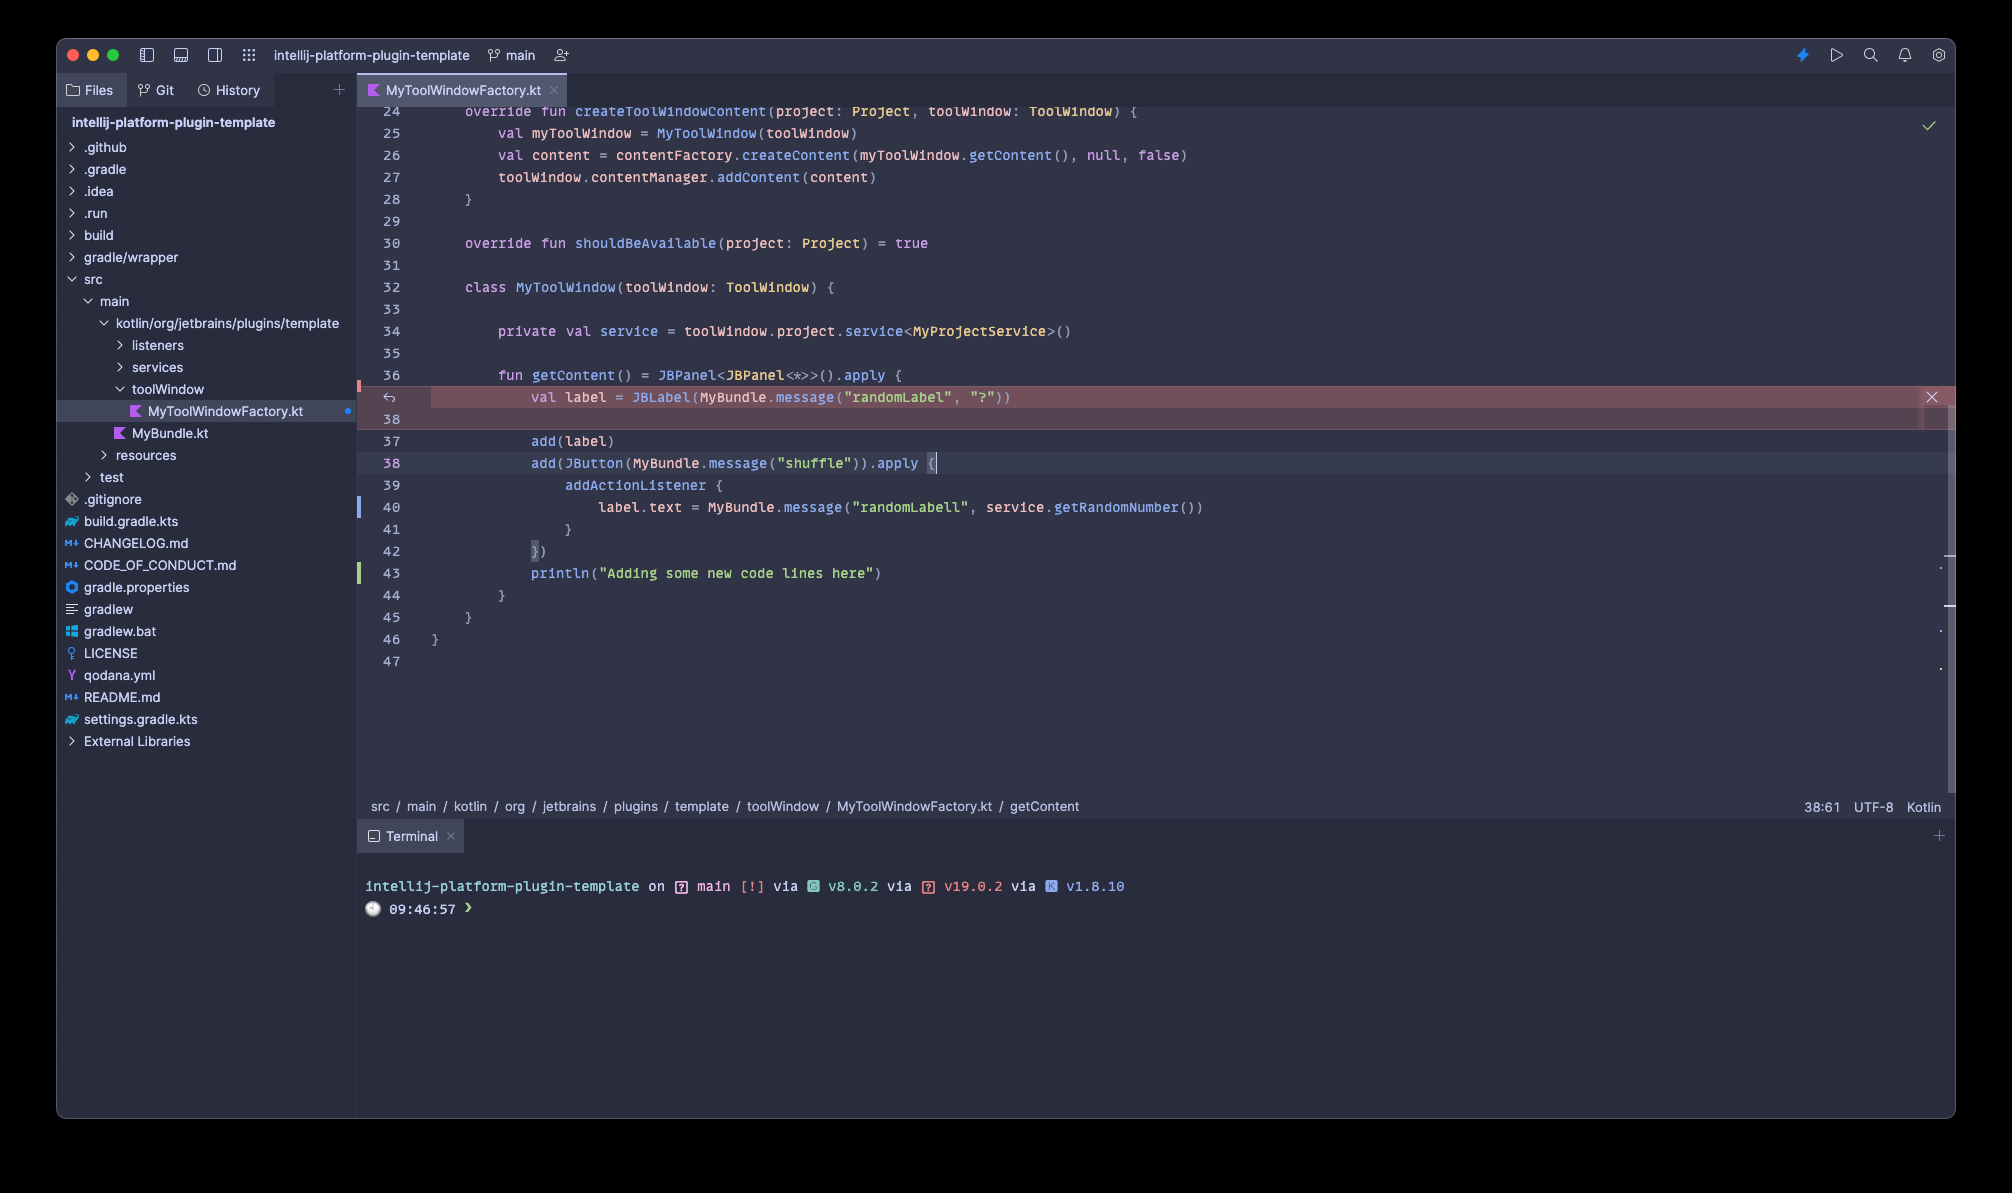 intellij-platform-plugin-template main
Files Git History
MyToolWindowFactory.kt
intellij-platform-plugin-template
.github
.gradle
.idea
.run
build
gradle/wrapper
src
main
kotlin/org/jetbrains/plugins/template
listeners
services
toolWindow
MyToolWindowFactory.kt
MyBundle.kt
resources
test
.gitignore
build.gradle.kts
M↓ CHANGELOG.md
M↓ CODE_OF_CONDUCT.md
gradle.properties
gradlew
gradlew.bat
LICENSE
Y qodana.yml
M↓ README.md
settings.gradle.kts
External Libraries
24 override fun createToolWindowContent(project: Project, toolWindow: ToolWindow) {
25 val myToolWindow = MyToolWindow(toolWindow)
26 val content = contentFactory.createContent(myToolWindow.getContent(), null, false)
27 toolWindow.contentManager.addContent(content)
28 }
29
30 override fun shouldBeAvailable(project: Project) = true
31
32 class MyToolWindow(toolWindow: ToolWindow) {
33
34 private val service = toolWindow.project.service<MyProjectService>()
35
36 fun getContent() = JBPanel<JBPanel<*>>().apply {
val label = JBLabel(MyBundle.message("randomLabel", "?"))
38
37 add(label)
38 add(JButton(MyBundle.message("shuffle")).apply {
39 addActionListener {
40 label.text = MyBundle.message("randomLabell", service.getRandomNumber())
41 }
42 })
43 println("Adding some new code lines here")
44 }
45 }
46 }
47
src / main / kotlin / org / jetbrains / plugins / template / toolWindow / MyToolWindowFactory.kt / getContent
38:61 UTF-8 Kotlin
Terminal
intellij-platform-plugin-template on ? main [!] via G v8.0.2 via ? v19.0.2 via K v1.8.10
09:46:57 ❯